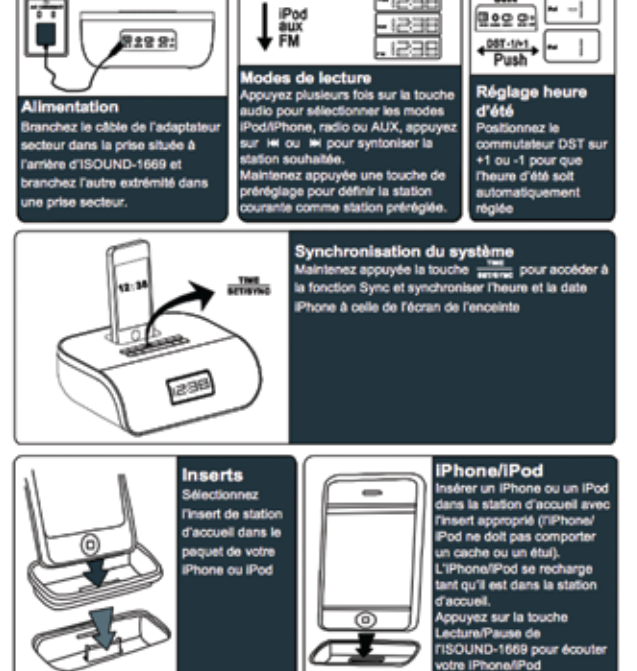 iPod
aux
FM
12:38
12:38
-1
DST -1/+1
Push
Alimentation
Branchez le câble de l'adaptateur
secteur dans la prise située à
l'arrière d'ISOUND-1669 et
branchez l'autre extrémité dans
une prise secteur.
Modes de lecture
Appuyez plusieurs fois sur la touche
audio pour sélectionner les modes
iPod/iPhone, radio ou AUX, appuyez
sur ⏮ ou ⏭ pour syntoniser la
station souhaitée.
Maintenez appuyée une touche de
préréglage pour définir la station
courante comme station préréglée.
Réglage heure
d'été
Positionnez le
commutateur DST sur
+1 ou -1 pour que
l'heure d'été soit
automatiquement
réglée
12:38
TIME
SET/SYNC
12:38
Synchronisation du système
Maintenez appuyée la touche TIME SET/SYNC pour accéder à
la fonction Sync et synchroniser l'heure et la date
iPhone à celle de l'écran de l'enceinte
Inserts
Sélectionnez
l'insert de station
d'accueil dans le
paquet de votre
iPhone ou iPod
iPhone/iPod
Insérer un iPhone ou un iPod
dans la station d'accueil avec
l'insert approprié (l'iPhone/
iPod ne doit pas comporter
un cache ou un étui).
L'iPhone/iPod se recharge
tant qu'il est dans la station
d'accueil.
Appuyez sur la touche
Lecture/Pause de
l'ISOUND-1669 pour écouter
votre iPhone/iPod